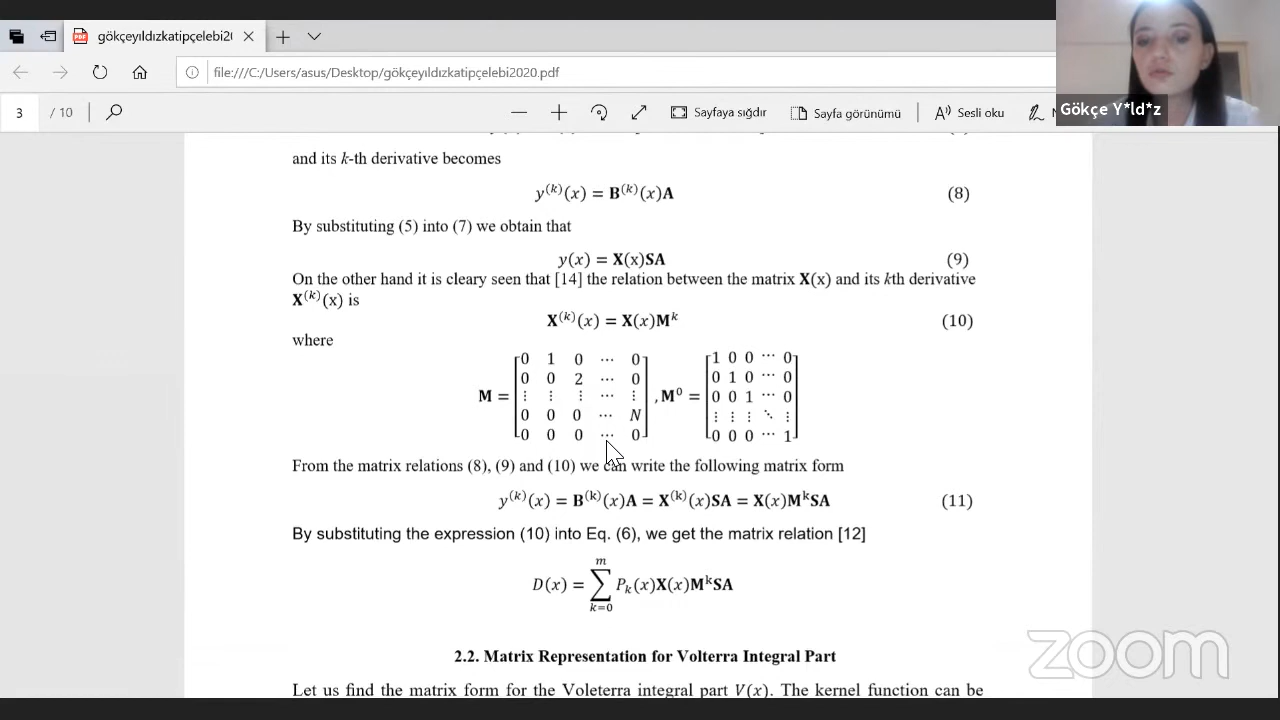 gökçeyıldızkatipçelebi2
file:///C:/Users/asus/Desktop/gökçeyıldızkatipçelebi2020.pdf
3 / 10 Sayfaya sığdır Sayfa görünümü Sesli oku
Gökçe Y*ld*z
and its k-th derivative becomes
y^(k)(x) = B^(k)(x)A (8)
By substituting (5) into (7) we obtain that
y(x) = X(x)SA (9)
On the other hand it is cleary seen that [14] the relation between the matrix X(x) and its kth derivative
X^(k)(x) is
X^(k)(x) = X(x)M^k (10)
where
M = [0 1 0 ⋯ 0; 0 0 2 ⋯ 0; ⋮ ⋮ ⋮ ⋯ ⋮; 0 0 0 ⋯ N; 0 0 0 ⋯ 0], M^0 = [1 0 0 ⋯ 0; 0 1 0 ⋯ 0; 0 0 1 ⋯ 0; ⋮ ⋮ ⋮ ⋱ ⋮; 0 0 0 ⋯ 1]
From the matrix relations (8), (9) and (10) we can write the following matrix form
y^(k)(x) = B^(k)(x)A = X^(k)(x)SA = X(x)M^kSA (11)
By substituting the expression (10) into Eq. (6), we get the matrix relation [12]
D(x) = ∑_{k=0}^{m} P_k(x)X(x)M^kSA
2.2. Matrix Representation for Volterra Integral Part
Let us find the matrix form for the Voleterra integral part V(x). The kernel function can be
zoom